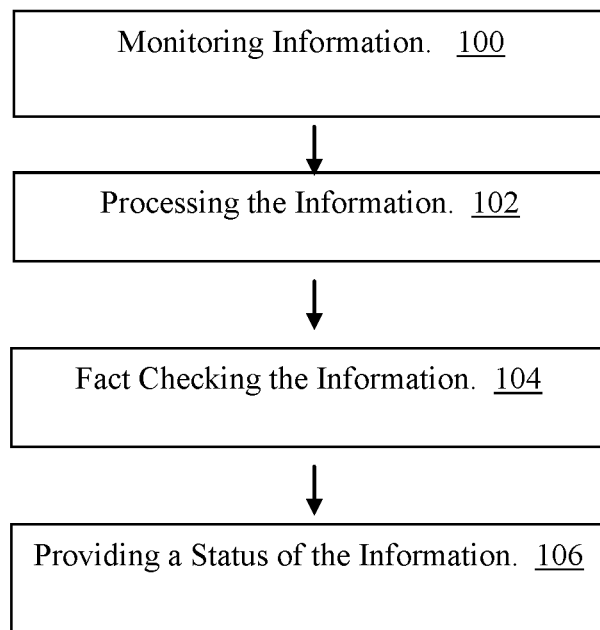 Monitoring Information. 100
Processing the Information. 102
Fact Checking the Information. 104
Providing a Status of the Information. 106